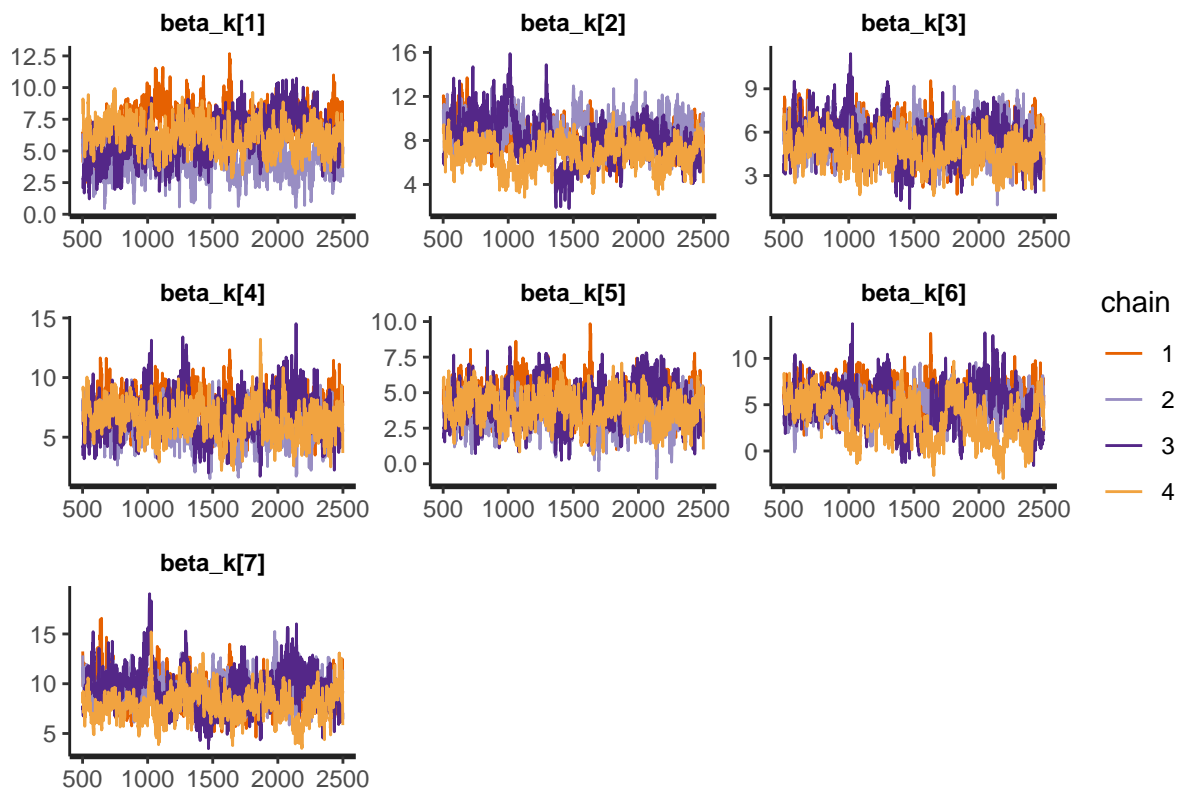 beta_k[1] beta_k[2] beta_k[3]
12.5 10.0 7.5 5.0 2.5 0.0
16 12 8 4
9 6 3
500 1000 1500 2000 2500 500 1000 1500 2000 2500 500 1000 1500 2000 2500
beta_k[4] beta_k[5] beta_k[6]
15 10 5
10.0 7.5 5.0 2.5 0.0
10 5 0
500 1000 1500 2000 2500 500 1000 1500 2000 2500 500 1000 1500 2000 2500
beta_k[7]
15 10 5
500 1000 1500 2000 2500
chain
1
2
3
4